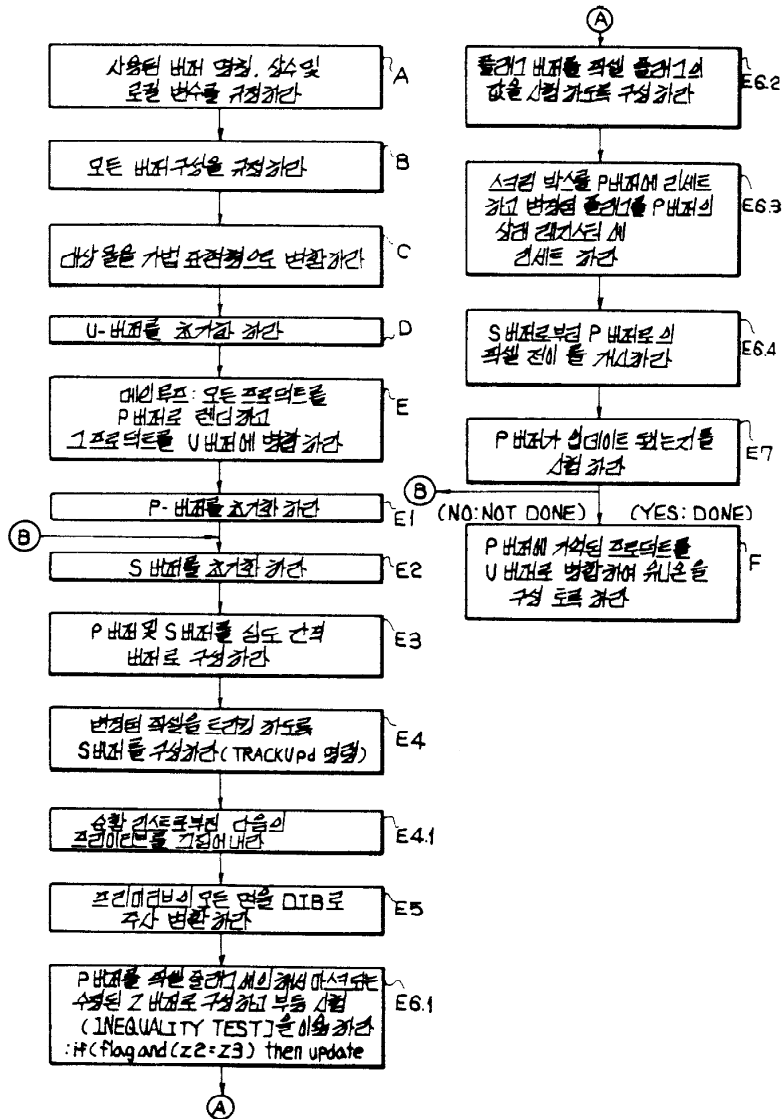 사용된 버퍼 명칭, 상수 및
로컬 변수를 규정하라
A
모든 버퍼구성을 규정하라
B
대상물을 가법 표현형으로 변환하라
C
U-버퍼를 초기화 하라
D
메인루프: 모든 프로덕트를
P버퍼로 렌더하고
그 프로덕트를 U버퍼에 병합하라
E
P-버퍼를 초기화 하라
E1
B
S버퍼를 초기화 하라
E2
P버퍼 및 S버퍼를 심도 간격
버퍼로 구성하라
E3
변경된 픽셀을 트랙킹 하도록
S버퍼를 구성하라(TRACKUpd 명령)
E4
순환 리스트로부터 다음의
프리미티브를 끄집어내라
E4.1
프리미티브의 모든 면을 DIB로
주사 변환하라
E5
P버퍼를 픽셀 플래그에 의해서 마스크되는
수정된 Z버퍼로 구성하고 부등 시험
(INEQUALITY TEST]을 이용하라
:if(flag and (z2=z3) then update
E6.1
A
A
플래그 버퍼를 픽셀 플래그의
값을 시험하도록 구성하라
E6.2
스크린 박스를 P버퍼에 리세트
하고 변경된 플래그를 P버퍼의
상태 레지스터에
리세트 하라
E6.3
S버퍼로부터 P버퍼로의
픽셀 전이를 개시하라
E6.4
P버퍼가 업데이트 됐는지를
시험하라
E7
B
(NO:NOT DONE) (YES: DONE)
P버퍼에 기억된 프로덕트를
U버퍼로 병합하여 유니온을
구성토록 하라
F